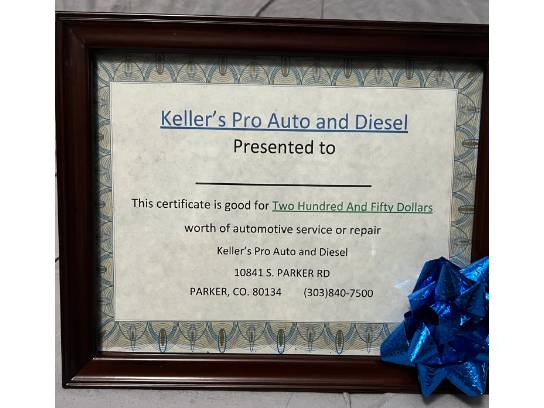 Keller's Pro Auto and Diesel
Presented to
This certificate is good for Two Hundred And Fifty Dollars
worth of automotive service or repair
Keller's Pro Auto and Diesel
10841 S. PARKER RD
PARKER, CO. 80134 (303)840-7500